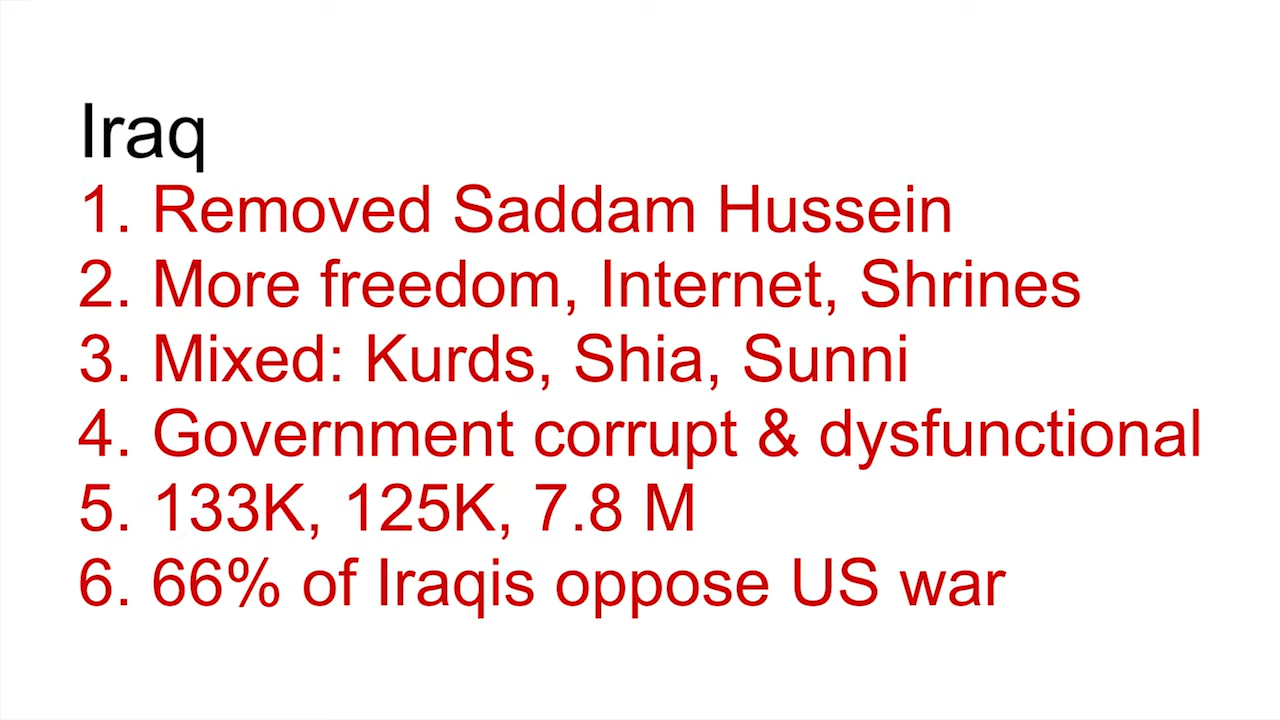 Iraq
1. Removed Saddam Hussein
2. More freedom, Internet, Shrines
3. Mixed: Kurds, Shia, Sunni
4. Government corrupt & dysfunctional
5. 133K, 125K, 7.8 M
6. 66% of Iraqis oppose US war